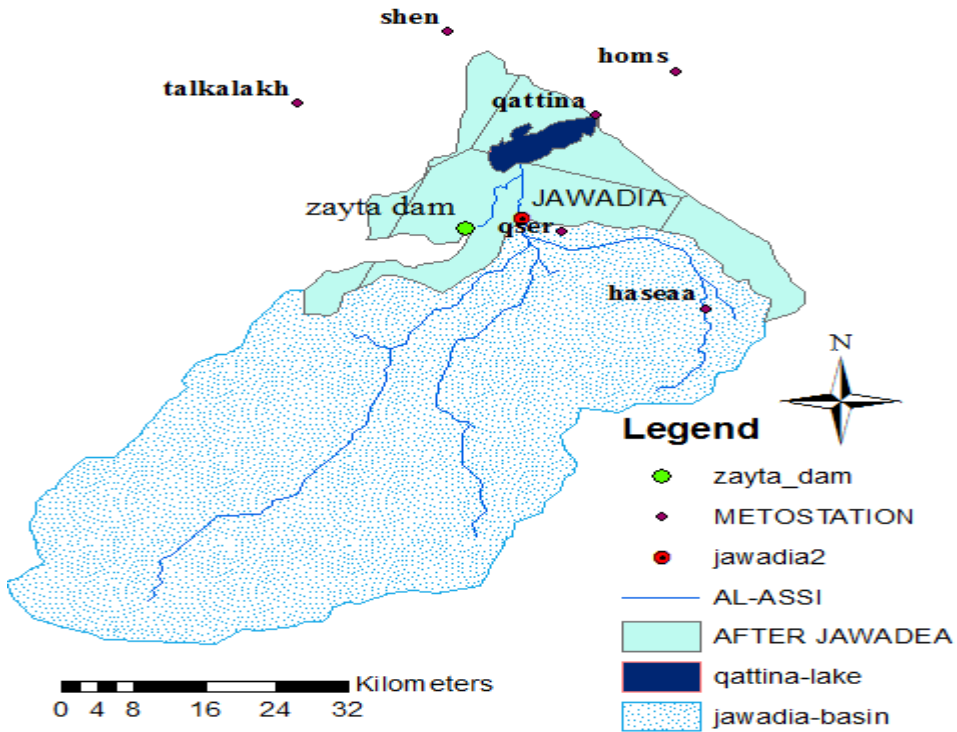 shen
homs
talkalakh
qattina
JAWADIA
zayta dam
qser
haseaa
N
Legend
zayta_dam
METOSTATION
jawadia2
AL-ASSI
AFTER JAWADEA
qattina-lake
jawadia-basin
Kilometers
0 4 8 16 24 32